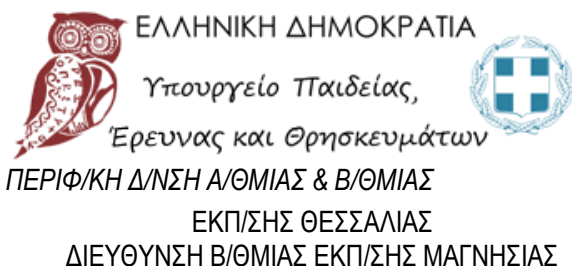 ΕΛΛΗΝΙΚΗ ΔΗΜΟΚΡΑΤΙΑ
Υπουργείο Παιδείας,
Έρευνας και Θρησκευμάτων
ΠΕΡΙΦ/ΚΗ Δ/ΝΣΗ Α/ΘΜΙΑΣ & Β/ΘΜΙΑΣ
ΕΚΠ/ΣΗΣ ΘΕΣΣΑΛΙΑΣ
ΔΙΕΥΘΥΝΣΗ Β/ΘΜΙΑΣ ΕΚΠ/ΣΗΣ ΜΑΓΝΗΣΙΑΣ